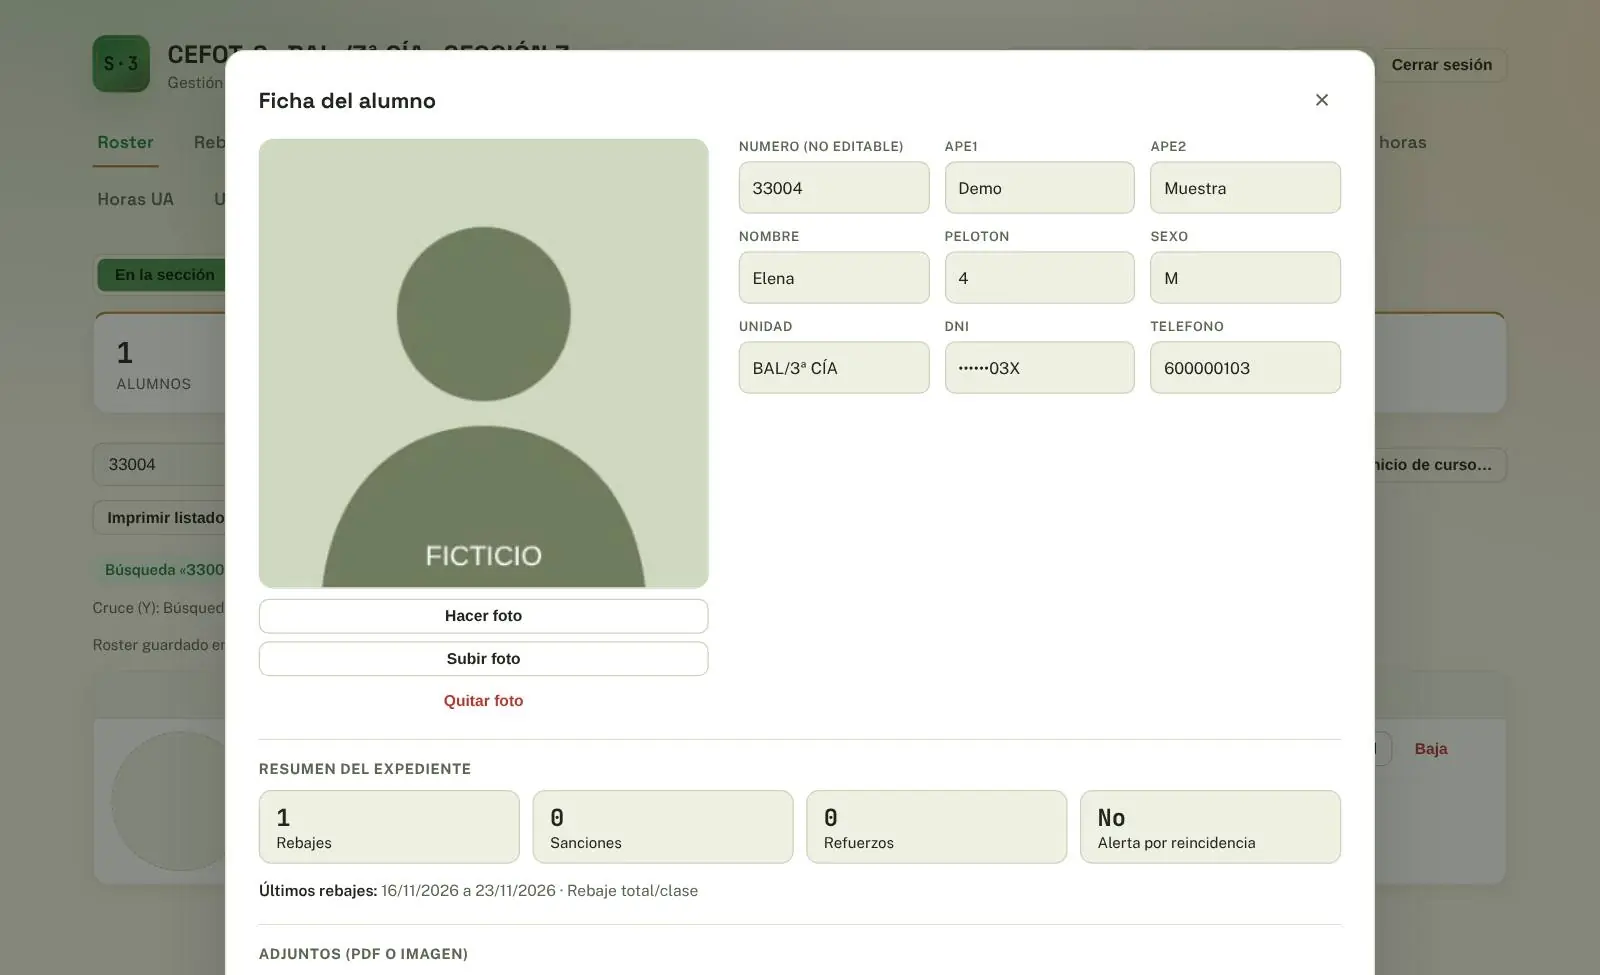 S·3
CEFOT
Gestión
Cerrar sesión
Roster
Reb
horas
Horas UA
U
En la sección
1
ALUMNOS
33004
nicio de curso...
Imprimir listado
Búsqueda «3300
Cruce (Y): Búsqued
Roster guardado en
Baja
Ficha del alumno
×
FICTICIO
Hacer foto
Subir foto
Quitar foto
NUMERO (NO EDITABLE)
33004
APE1
Demo
APE2
Muestra
NOMBRE
Elena
PELOTON
4
SEXO
M
UNIDAD
BAL/3ª CÍA
DNI
••••••03X
TELEFONO
600000103
RESUMEN DEL EXPEDIENTE
1
Rebajes
0
Sanciones
0
Refuerzos
No
Alerta por reincidencia
Últimos rebajes: 16/11/2026 a 23/11/2026 · Rebaje total/clase
ADJUNTOS (PDF O IMAGEN)